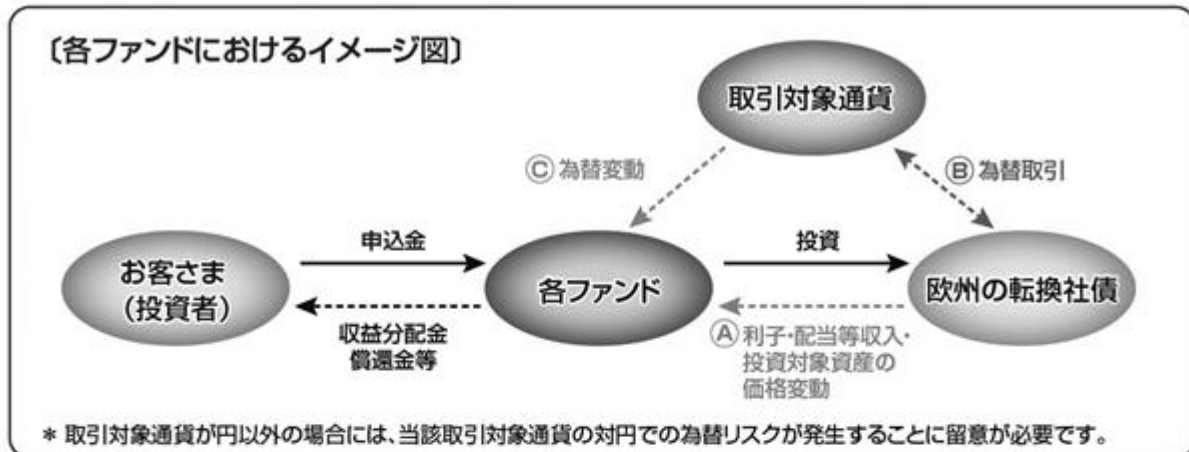 〔各ファンドにおけるイメージ図〕
取引対象通貨
Ⓒ 為替変動
Ⓑ 為替取引
申込金
投資
お客さま
(投資者)
各ファンド
欧州の転換社債
収益分配金
償還金等
Ⓐ 利子・配当等収入・
投資対象資産の
価格変動
* 取引対象通貨が円以外の場合には、当該取引対象通貨の対円での為替リスクが発生することに留意が必要です。